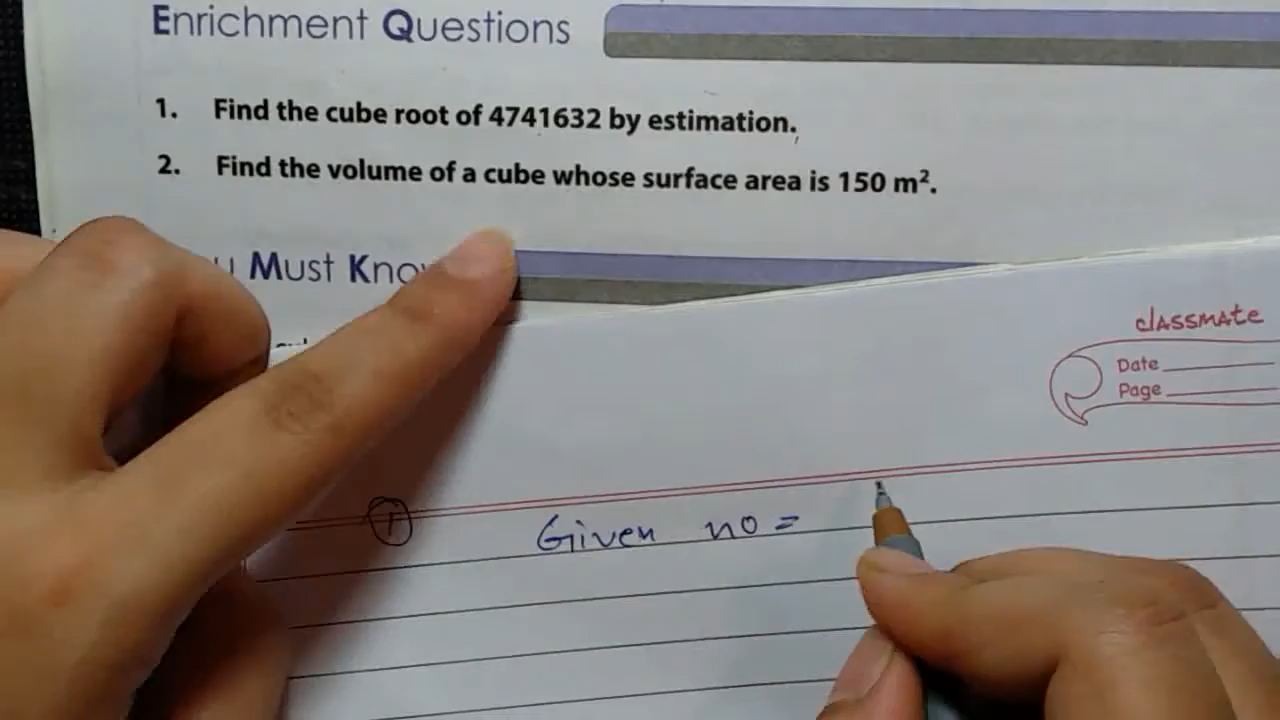 Enrichment Questions
1. Find the cube root of 4741632 by estimation.
2. Find the volume of a cube whose surface area is 150 m².
Must
classmate
Date
Page
1 Given no =